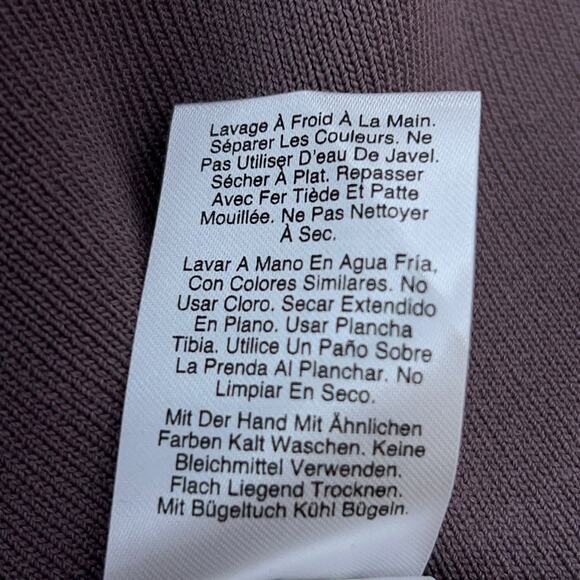 Lavage À Froid À La Main.
Séparer Les Couleurs. Ne
Pas Utiliser D'eau De Javel.
Sécher À Plat. Repasser
Avec Fer Tiède Et Patte
Mouillée. Ne Pas Nettoyer
À Sec.
Lavar A Mano En Agua Fría,
Con Colores Similares. No
Usar Cloro. Secar Extendido
En Plano. Usar Plancha
Tibia. Utilice Un Paño Sobre
La Prenda Al Planchar. No
Limpiar En Seco.
Mit Der Hand Mit Ähnlichen
Farben Kalt Waschen. Keine
Bleichmittel Verwenden.
Flach Liegend Trocknen.
Mit Bügeltuch Kühl Bügeln.